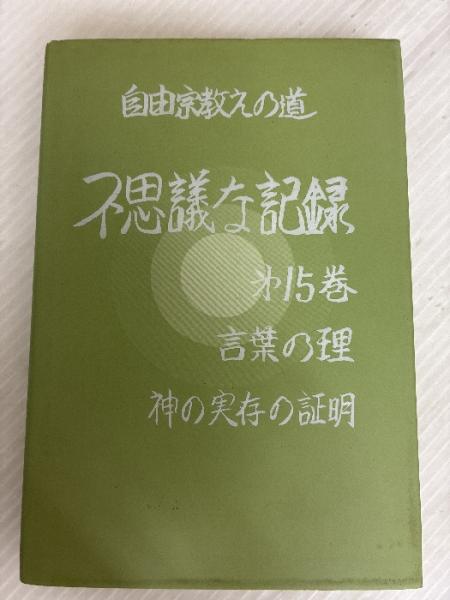 自由宗教えの道
不思議な記録
第15巻
言葉の理
神の実存の証明